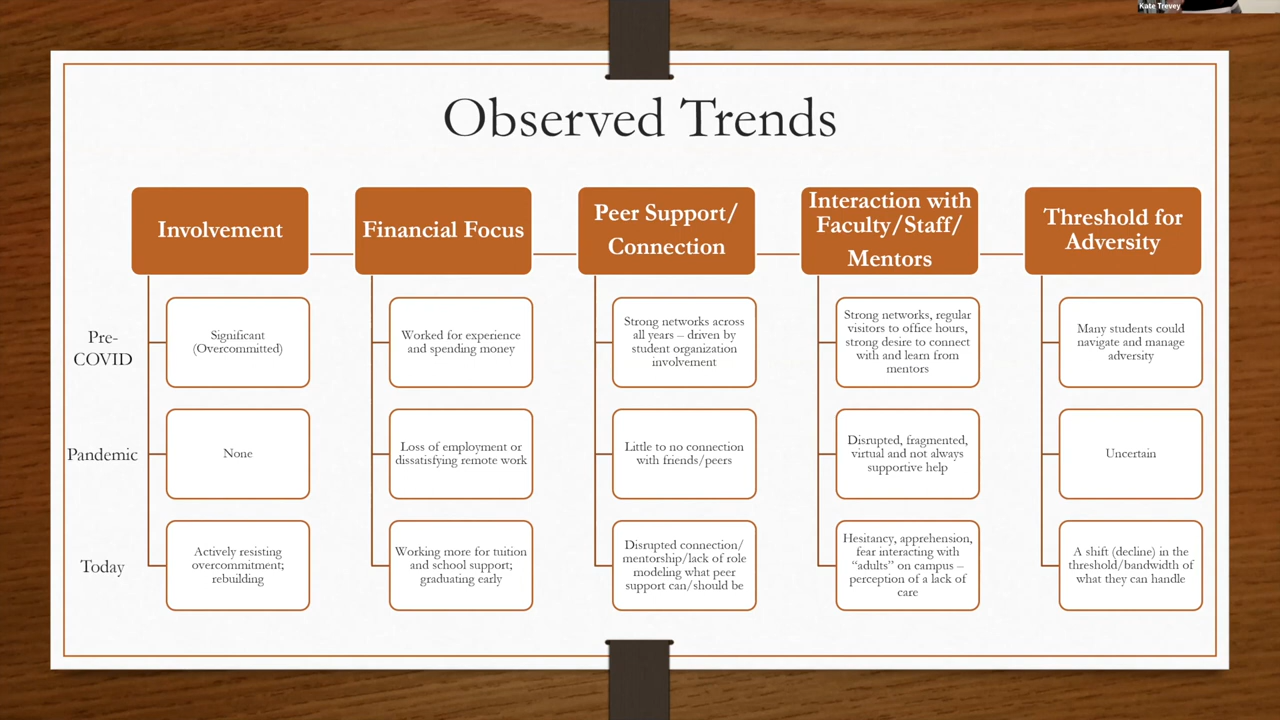 Kate Trevey
Observed Trends
Involvement
Financial Focus
Peer Support/
Connection
Interaction with
Faculty/Staff/
Mentors
Threshold for
Adversity
Pre-
COVID
Significant
(Overcommitted)
Worked for experience
and spending money
Strong networks across
all years – driven by
student organization
involvement
Strong networks, regular
visitors to office hours,
strong desire to connect
with and learn from
mentors
Many students could
navigate and manage
adversity
Pandemic
None
Loss of employment or
dissatisfying remote work
Little to no connection
with friends/peers
Disrupted, fragmented,
virtual and not always
supportive help
Uncertain
Today
Actively resisting
overcommitment;
rebuilding
Working more for tuition
and school support;
graduating early
Disrupted connection/
mentorship/lack of role
modeling what peer
support can/should be
Hesitancy, apprehension,
fear interacting with
“adults” on campus –
perception of a lack of
care
A shift (decline) in the
threshold/bandwidth of
what they can handle